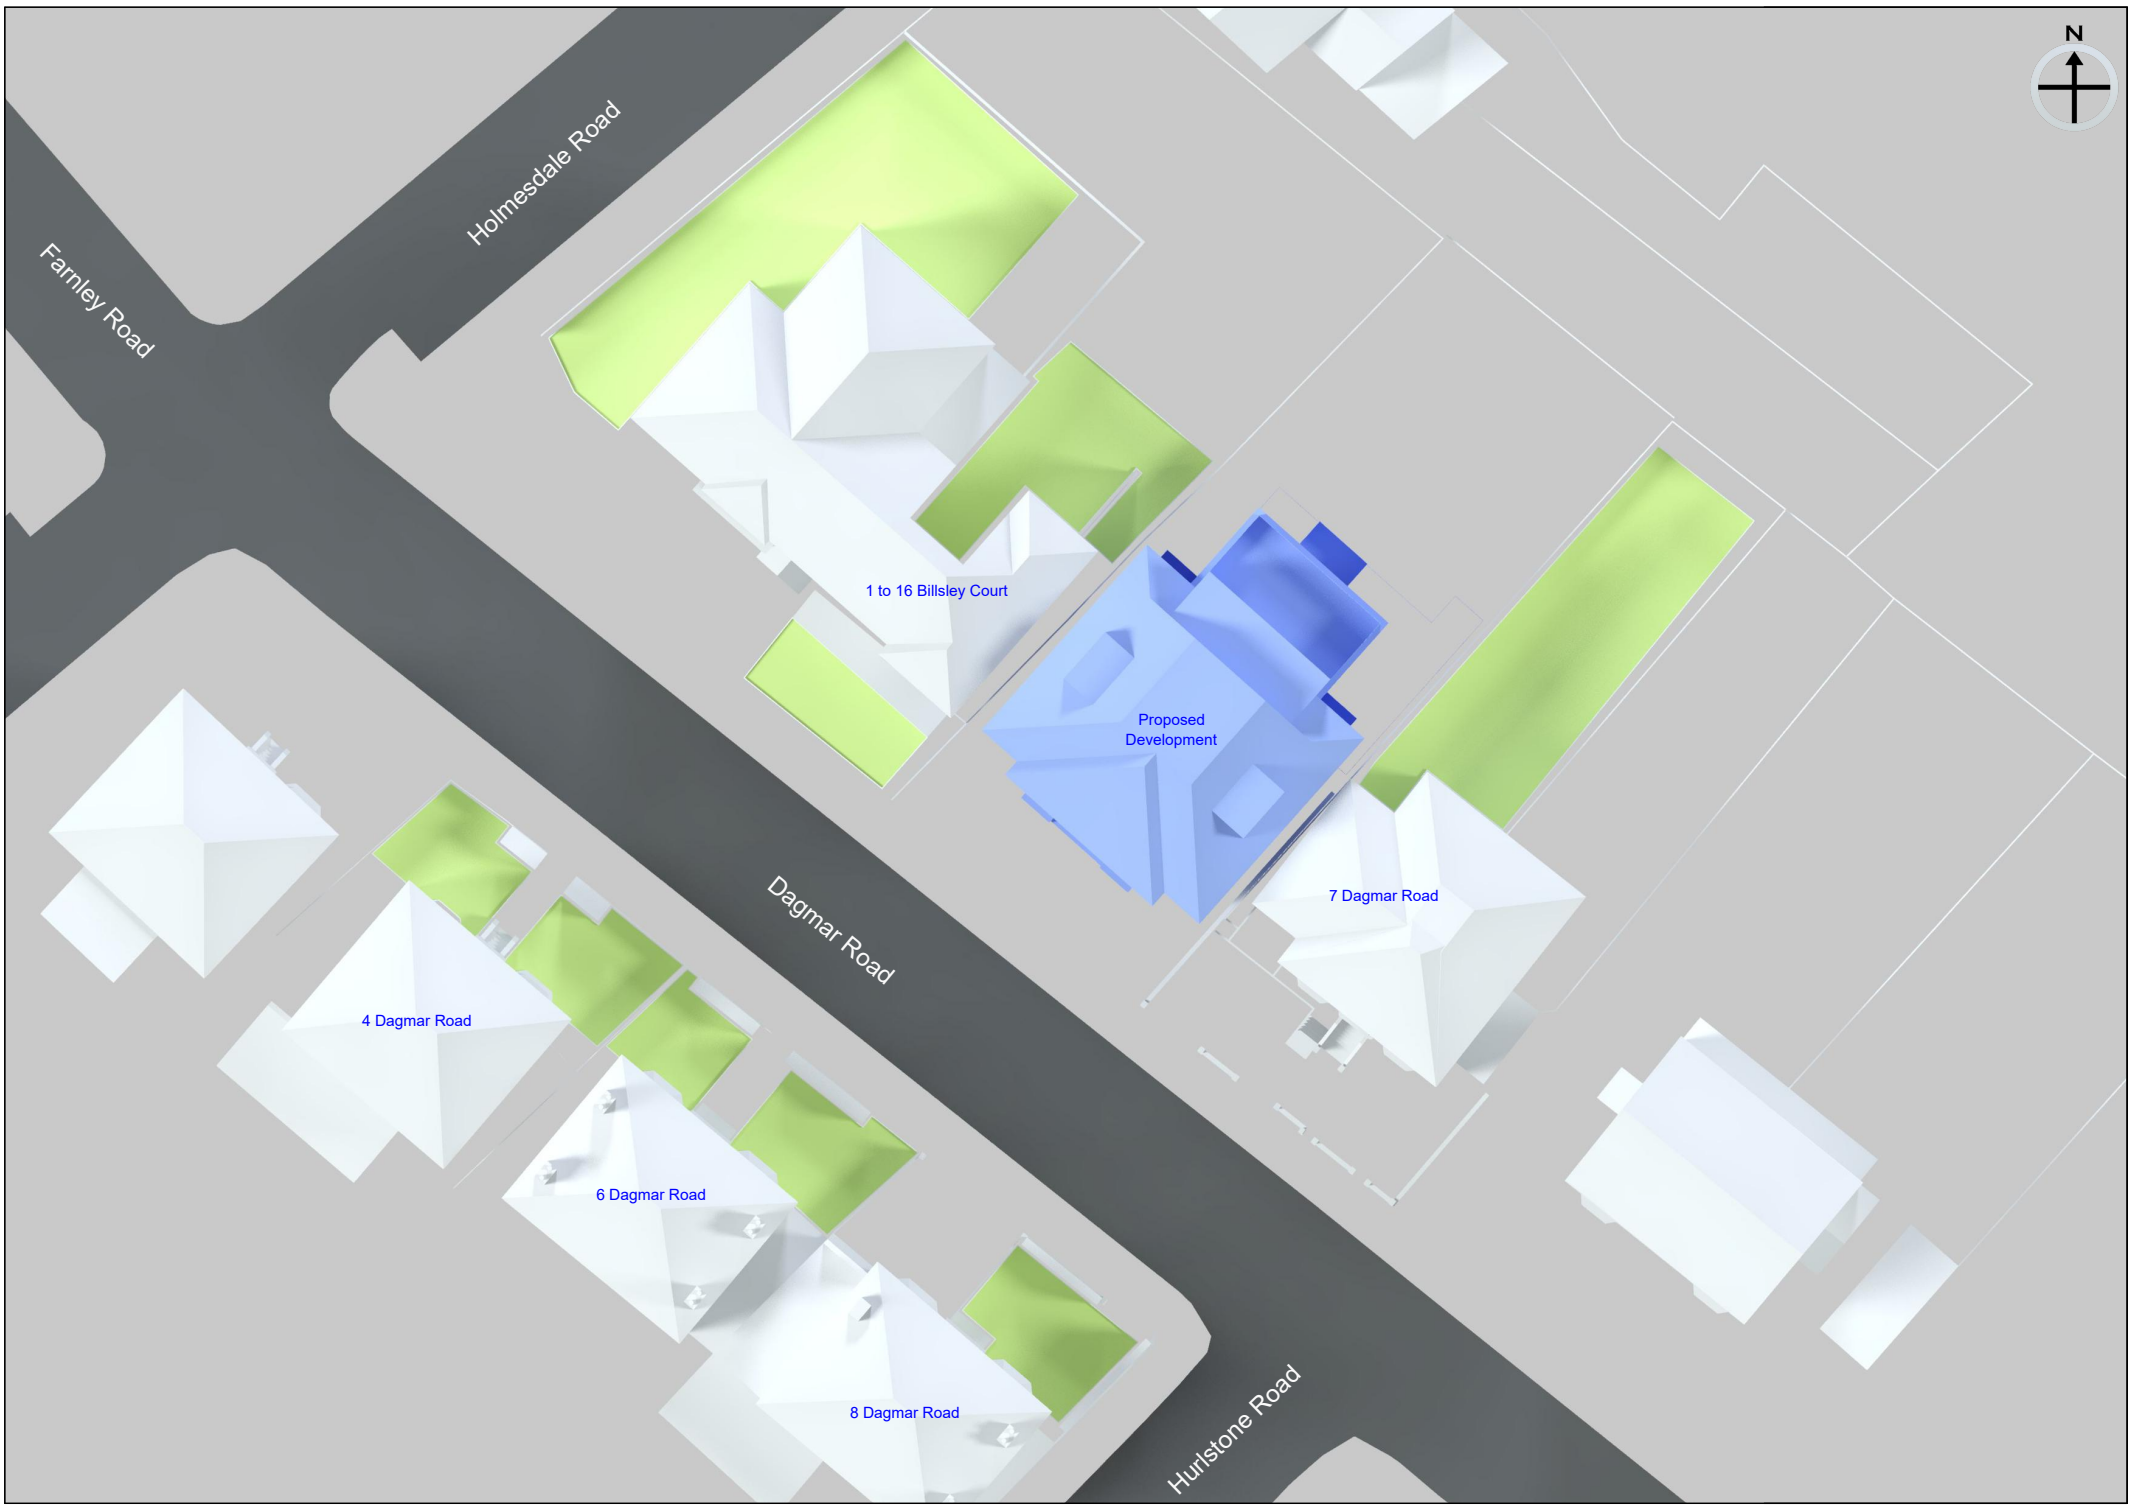 N
Holmesdale Road
Farnley Road
1 to 16 Billsley Court
Proposed
Development
7 Dagmar Road
Dagmar Road
4 Dagmar Road
6 Dagmar Road
8 Dagmar Road
Hurlstone Road